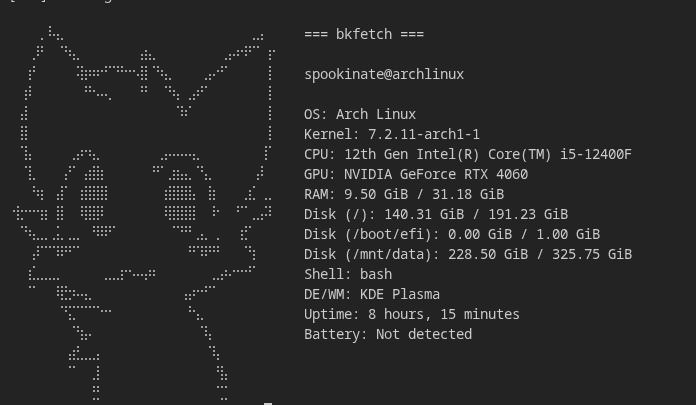 === bkfetch ===
spookinate@archlinux
OS: Arch Linux
Kernel: 7.2.11-arch1-1
CPU: 12th Gen Intel(R) Core(TM) i5-12400F
GPU: NVIDIA GeForce RTX 4060
RAM: 9.50 GiB / 31.18 GiB
Disk (/): 140.31 GiB / 191.23 GiB
Disk (/boot/efi): 0.00 GiB / 1.00 GiB
Disk (/mnt/data): 228.50 GiB / 325.75 GiB
Shell: bash
DE/WM: KDE Plasma
Uptime: 8 hours, 15 minutes
Battery: Not detected